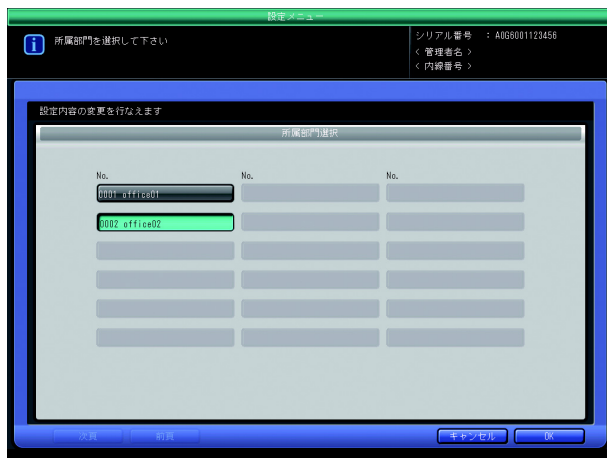 設定メニュー
所属部門を選択して下さい
シリアル番号 : A0G6001123456
< 管理者名 >
< 内線番号 >
設定内容の変更を行なえます
所属部門選択
No. No. No.
0001 office01
0002 office02
次頁 前頁 キャンセル OK